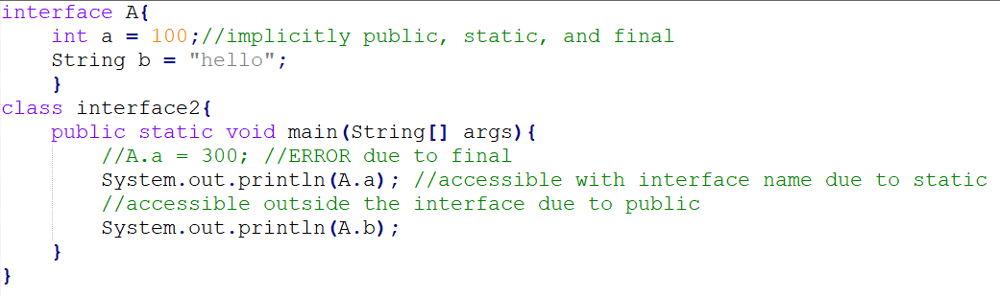 interface A{
    int a = 100;//implicitly public, static, and final
    String b = "hello";
    }
class interface2{
    public static void main(String[] args){
        //A.a = 300; //ERROR due to final
        System.out.println(A.a); //accessible with interface name due to static
        //accessible outside the interface due to public
        System.out.println(A.b);
    }
}